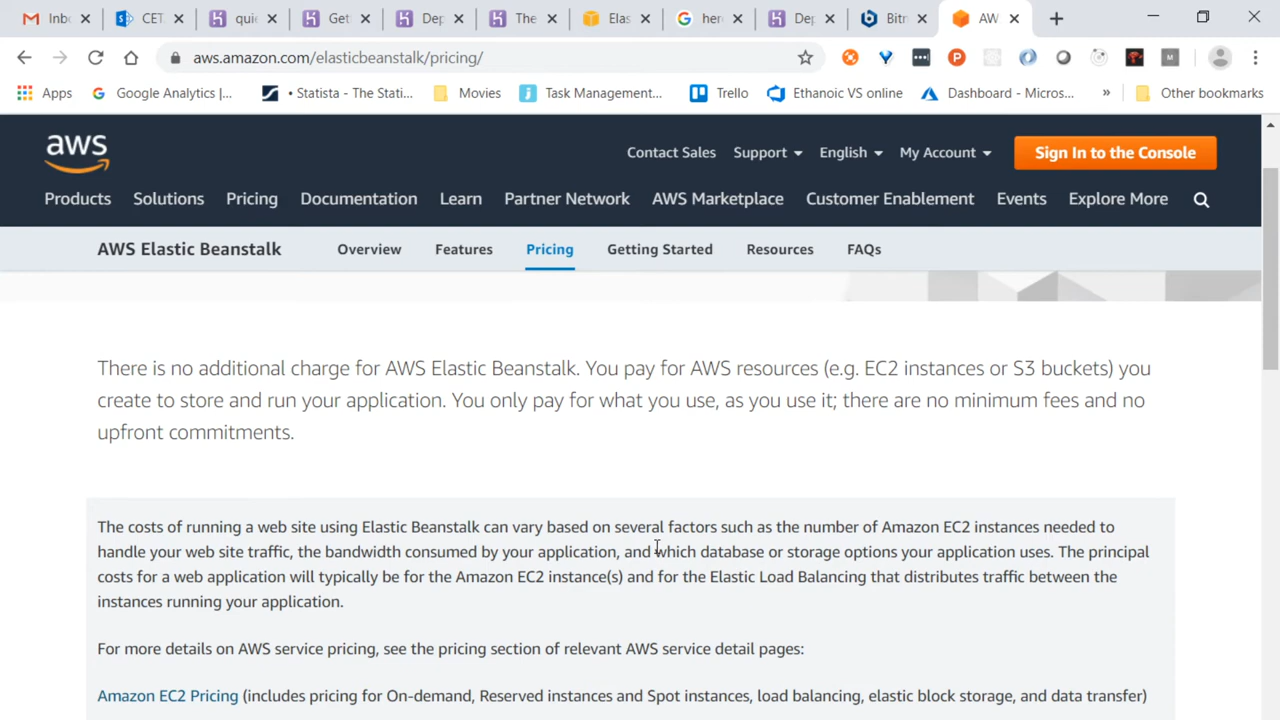 Inb CET quic Get Dep The Elas here Dep Bitn AW
aws.amazon.com/elasticbeanstalk/pricing/
Apps Google Analytics |... • Statista - The Stati... Movies Task Management... Trello Ethanoic VS online Dashboard - Micros... » Other bookmarks
aws Contact Sales Support English My Account Sign In to the Console
Products Solutions Pricing Documentation Learn Partner Network AWS Marketplace Customer Enablement Events Explore More
AWS Elastic Beanstalk Overview Features Pricing Getting Started Resources FAQs
There is no additional charge for AWS Elastic Beanstalk. You pay for AWS resources (e.g. EC2 instances or S3 buckets) you
create to store and run your application. You only pay for what you use, as you use it; there are no minimum fees and no
upfront commitments.
The costs of running a web site using Elastic Beanstalk can vary based on several factors such as the number of Amazon EC2 instances needed to
handle your web site traffic, the bandwidth consumed by your application, and which database or storage options your application uses. The principal
costs for a web application will typically be for the Amazon EC2 instance(s) and for the Elastic Load Balancing that distributes traffic between the
instances running your application.
For more details on AWS service pricing, see the pricing section of relevant AWS service detail pages:
Amazon EC2 Pricing (includes pricing for On-demand, Reserved instances and Spot instances, load balancing, elastic block storage, and data transfer)